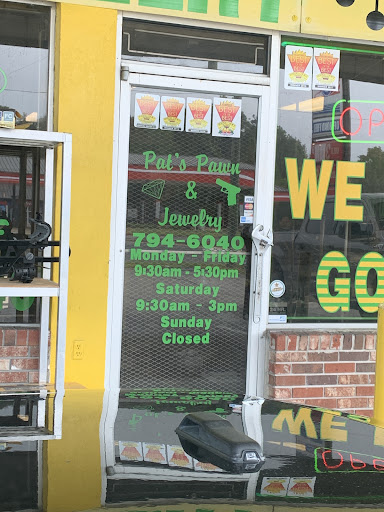 Pat's Pawn
&
Jewelry
794-6040
Monday - Friday
9:30am - 5:30pm
Saturday
9:30am - 3pm
Sunday
Closed
OP
WE
GO